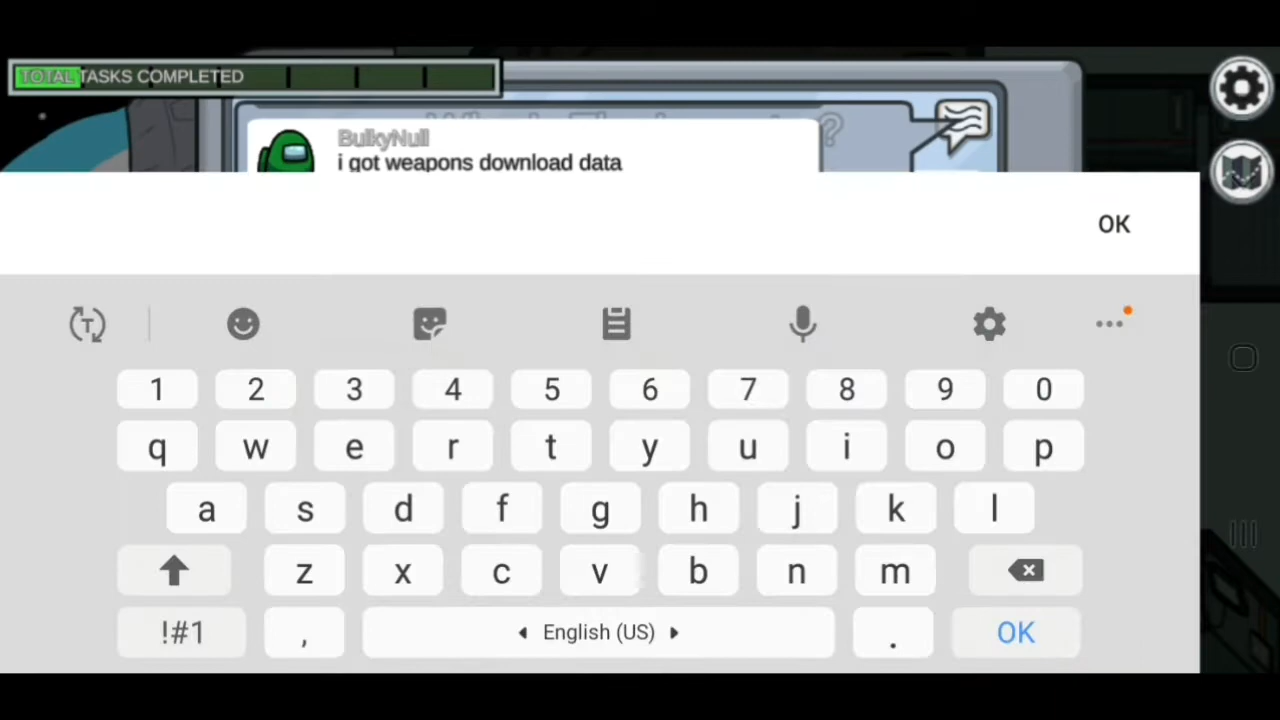 TOTAL TASKS COMPLETED
?
BulkyNull
i got weapons download data
OK
T
1 2 3 4 5 6 7 8 9 0
q w e r t y u i o p
a s d f g h j k l
z x c v b n m
!#1 , English (US) . OK